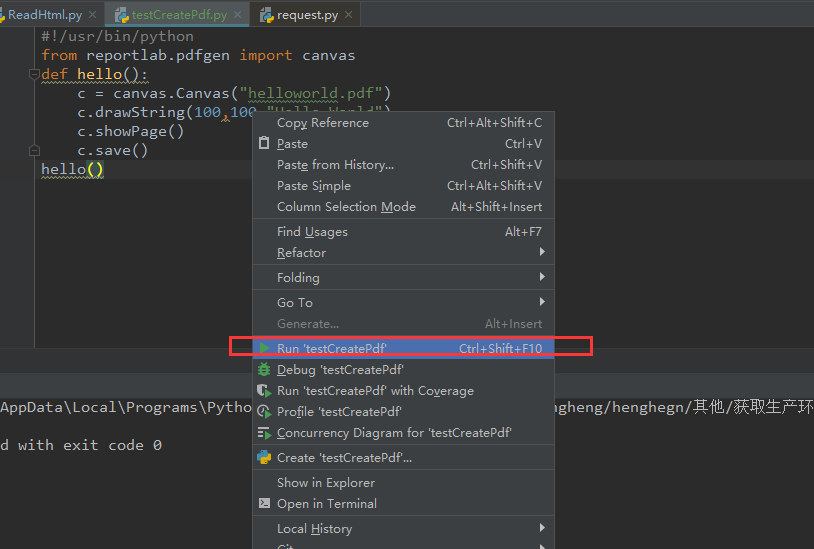 ReadHtml.py testCreatePdf.py request.py
#!/usr/bin/python
from reportlab.pdfgen import canvas
def hello():
c = canvas.Canvas("helloworld.pdf")
c.drawString(100,100,"Hello,World")
c.showPage()
c.save()
hello()
Copy Reference Ctrl+Alt+Shift+C
Paste Ctrl+V
Paste from History... Ctrl+Shift+V
Paste Simple Ctrl+Alt+Shift+V
Column Selection Mode Alt+Shift+Insert
Find Usages Alt+F7
Refactor
Folding
Go To
Generate... Alt+Insert
Run 'testCreatePdf' Ctrl+Shift+F10
Debug 'testCreatePdf'
Run 'testCreatePdf' with Coverage
Profile 'testCreatePdf'
Concurrency Diagram for 'testCreatePdf'
Create 'testCreatePdf'...
Show in Explorer
Open in Terminal
Local History
AppData\Local\Programs\Pytho
ngheng/henghegn/其他/获取生产环
d with exit code 0